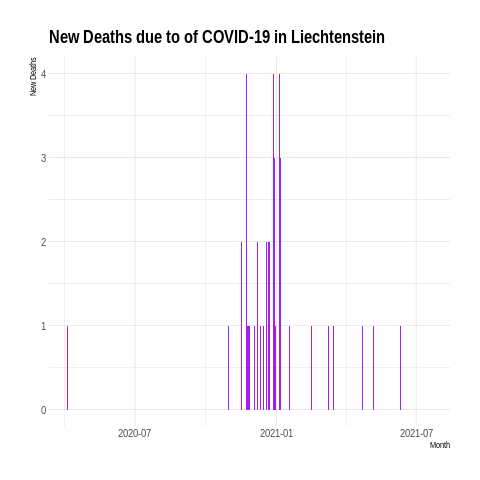 New Deaths due to of COVID-19 in Liechtenstein
New Deaths
4
3
2
1
0
2020-07
2021-01
2021-07
Month